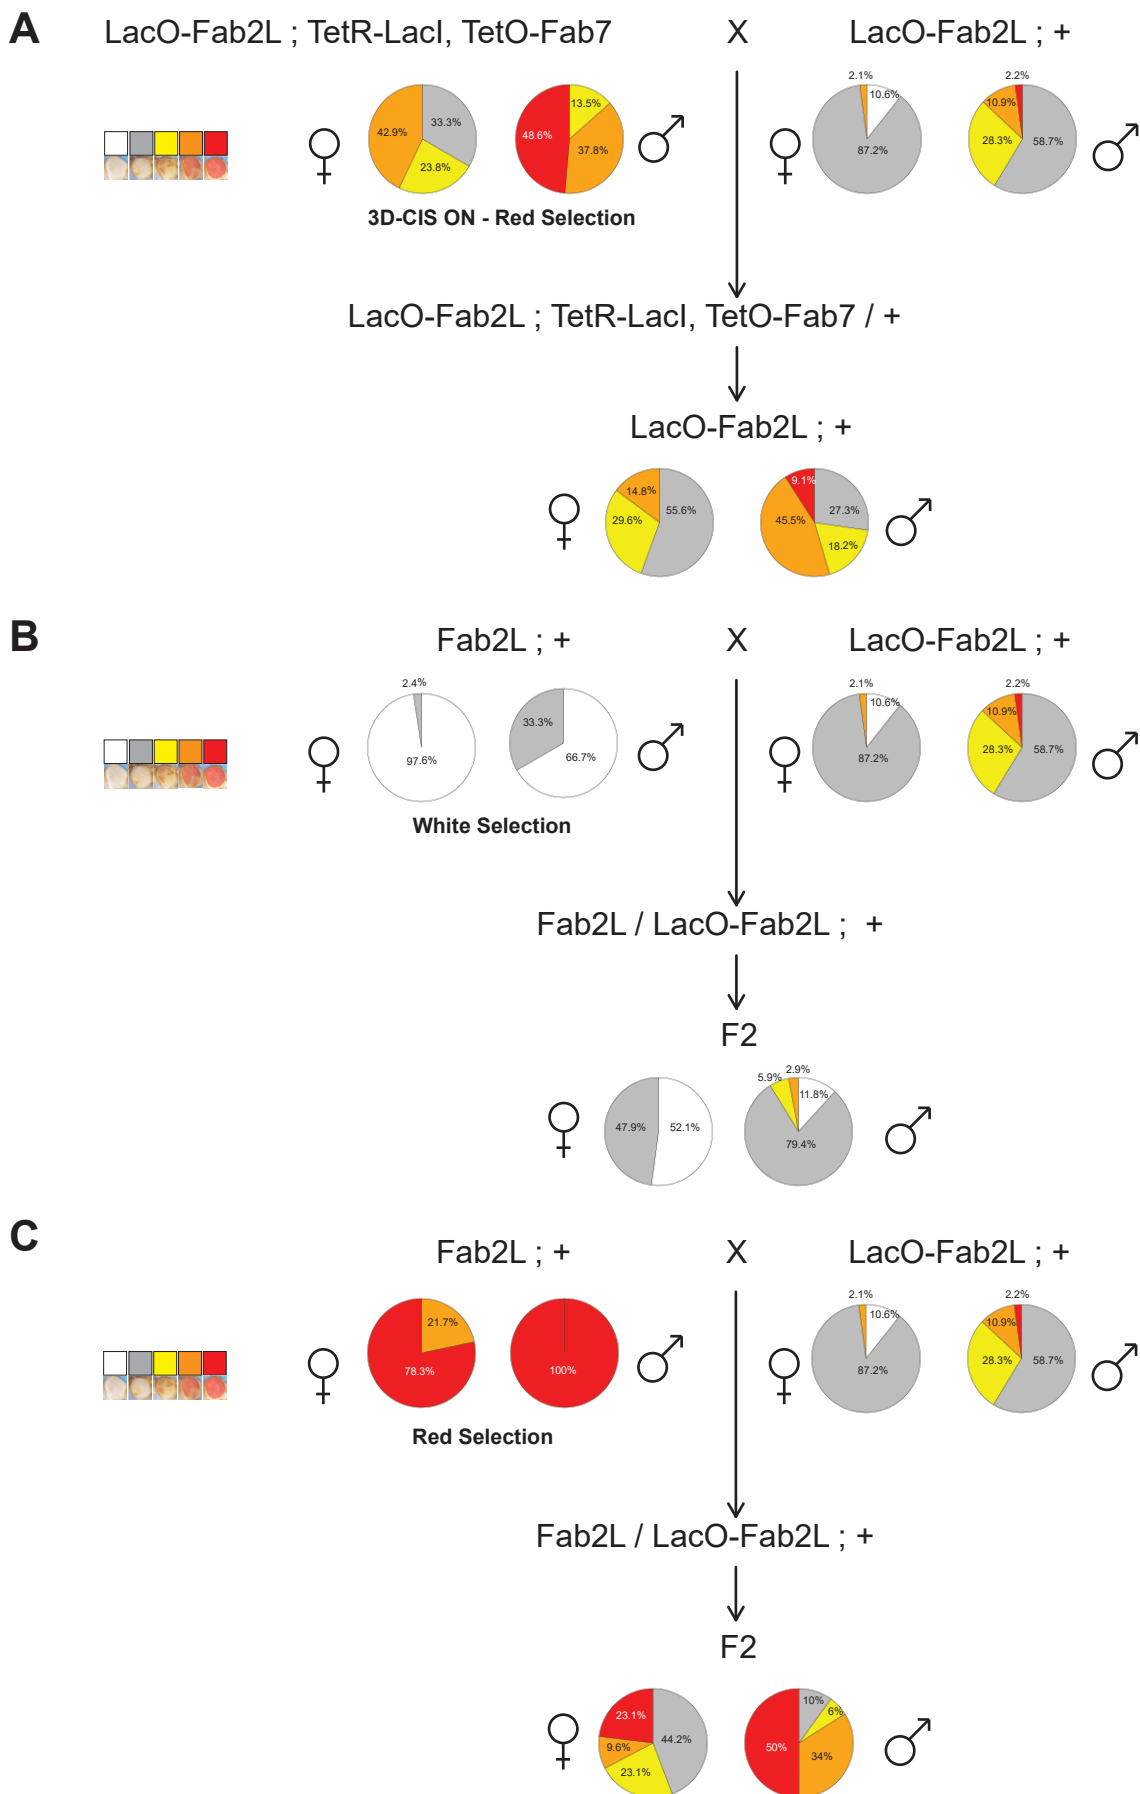 A
LacO-Fab2L ; TetR-LacI, TetO-Fab7 X LacO-Fab2L ; +
42.9% 33.3% 23.8%
48.6% 13.5% 37.8%
2.1% 10.6% 87.2%
2.2% 10.9% 28.3% 58.7%
3D-CIS ON - Red Selection
LacO-Fab2L ; TetR-LacI, TetO-Fab7 / +
LacO-Fab2L ; +
14.8% 55.6% 29.6%
9.1% 27.3% 45.5% 18.2%
B
Fab2L ; + X LacO-Fab2L ; +
2.4% 97.6%
33.3% 66.7%
2.1% 10.6% 87.2%
2.2% 10.9% 28.3% 58.7%
White Selection
Fab2L / LacO-Fab2L ; +
F2
47.9% 52.1%
5.9% 2.9% 11.8% 79.4%
C
Fab2L ; + X LacO-Fab2L ; +
21.7% 78.3%
100%
2.1% 10.6% 87.2%
2.2% 10.9% 28.3% 58.7%
Red Selection
Fab2L / LacO-Fab2L ; +
F2
23.1% 44.2% 9.6% 23.1%
10% 6% 50% 34%